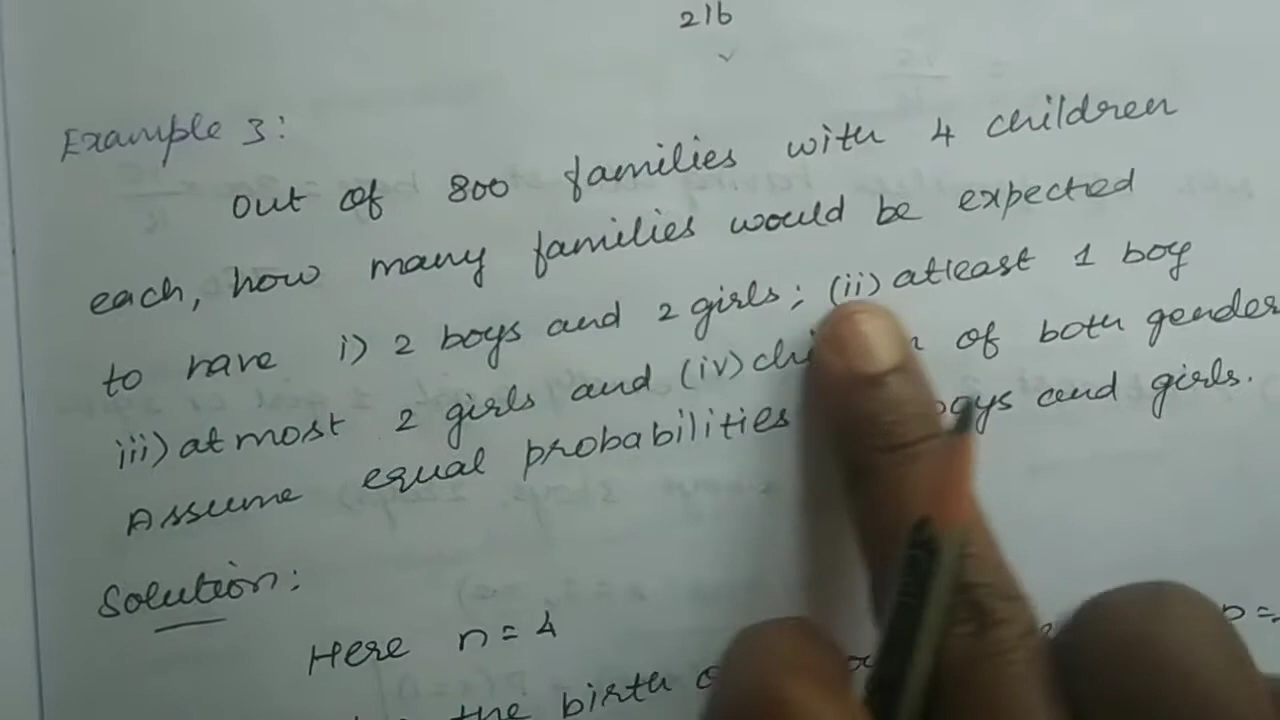 216
Example 3:
out of 800 families with 4 children
each, how many families would be expected
to have i) 2 boys and 2 girls; (ii) atleast 1 boy
iii) at most 2 girls and (iv) of both gender
Assume equal probabilities boys and girls.
Solution:
Here n = 4
the birth